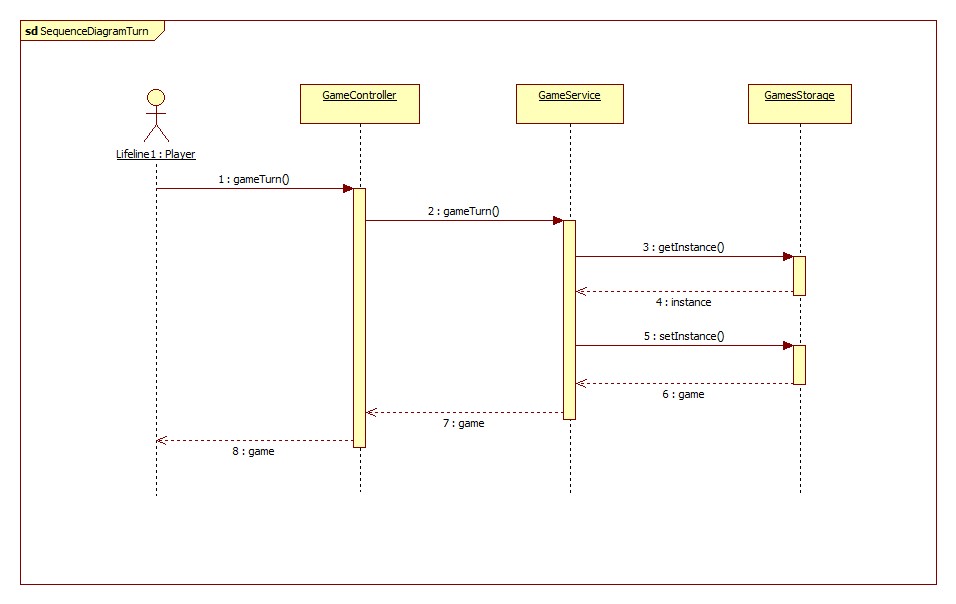 sd SequenceDiagramTurn
GameController
GameService
GamesStorage
Lifeline1 : Player
1 : gameTurn()
2 : gameTurn()
3 : getInstance()
4 : instance
5 : setInstance()
6 : game
7 : game
8 : game